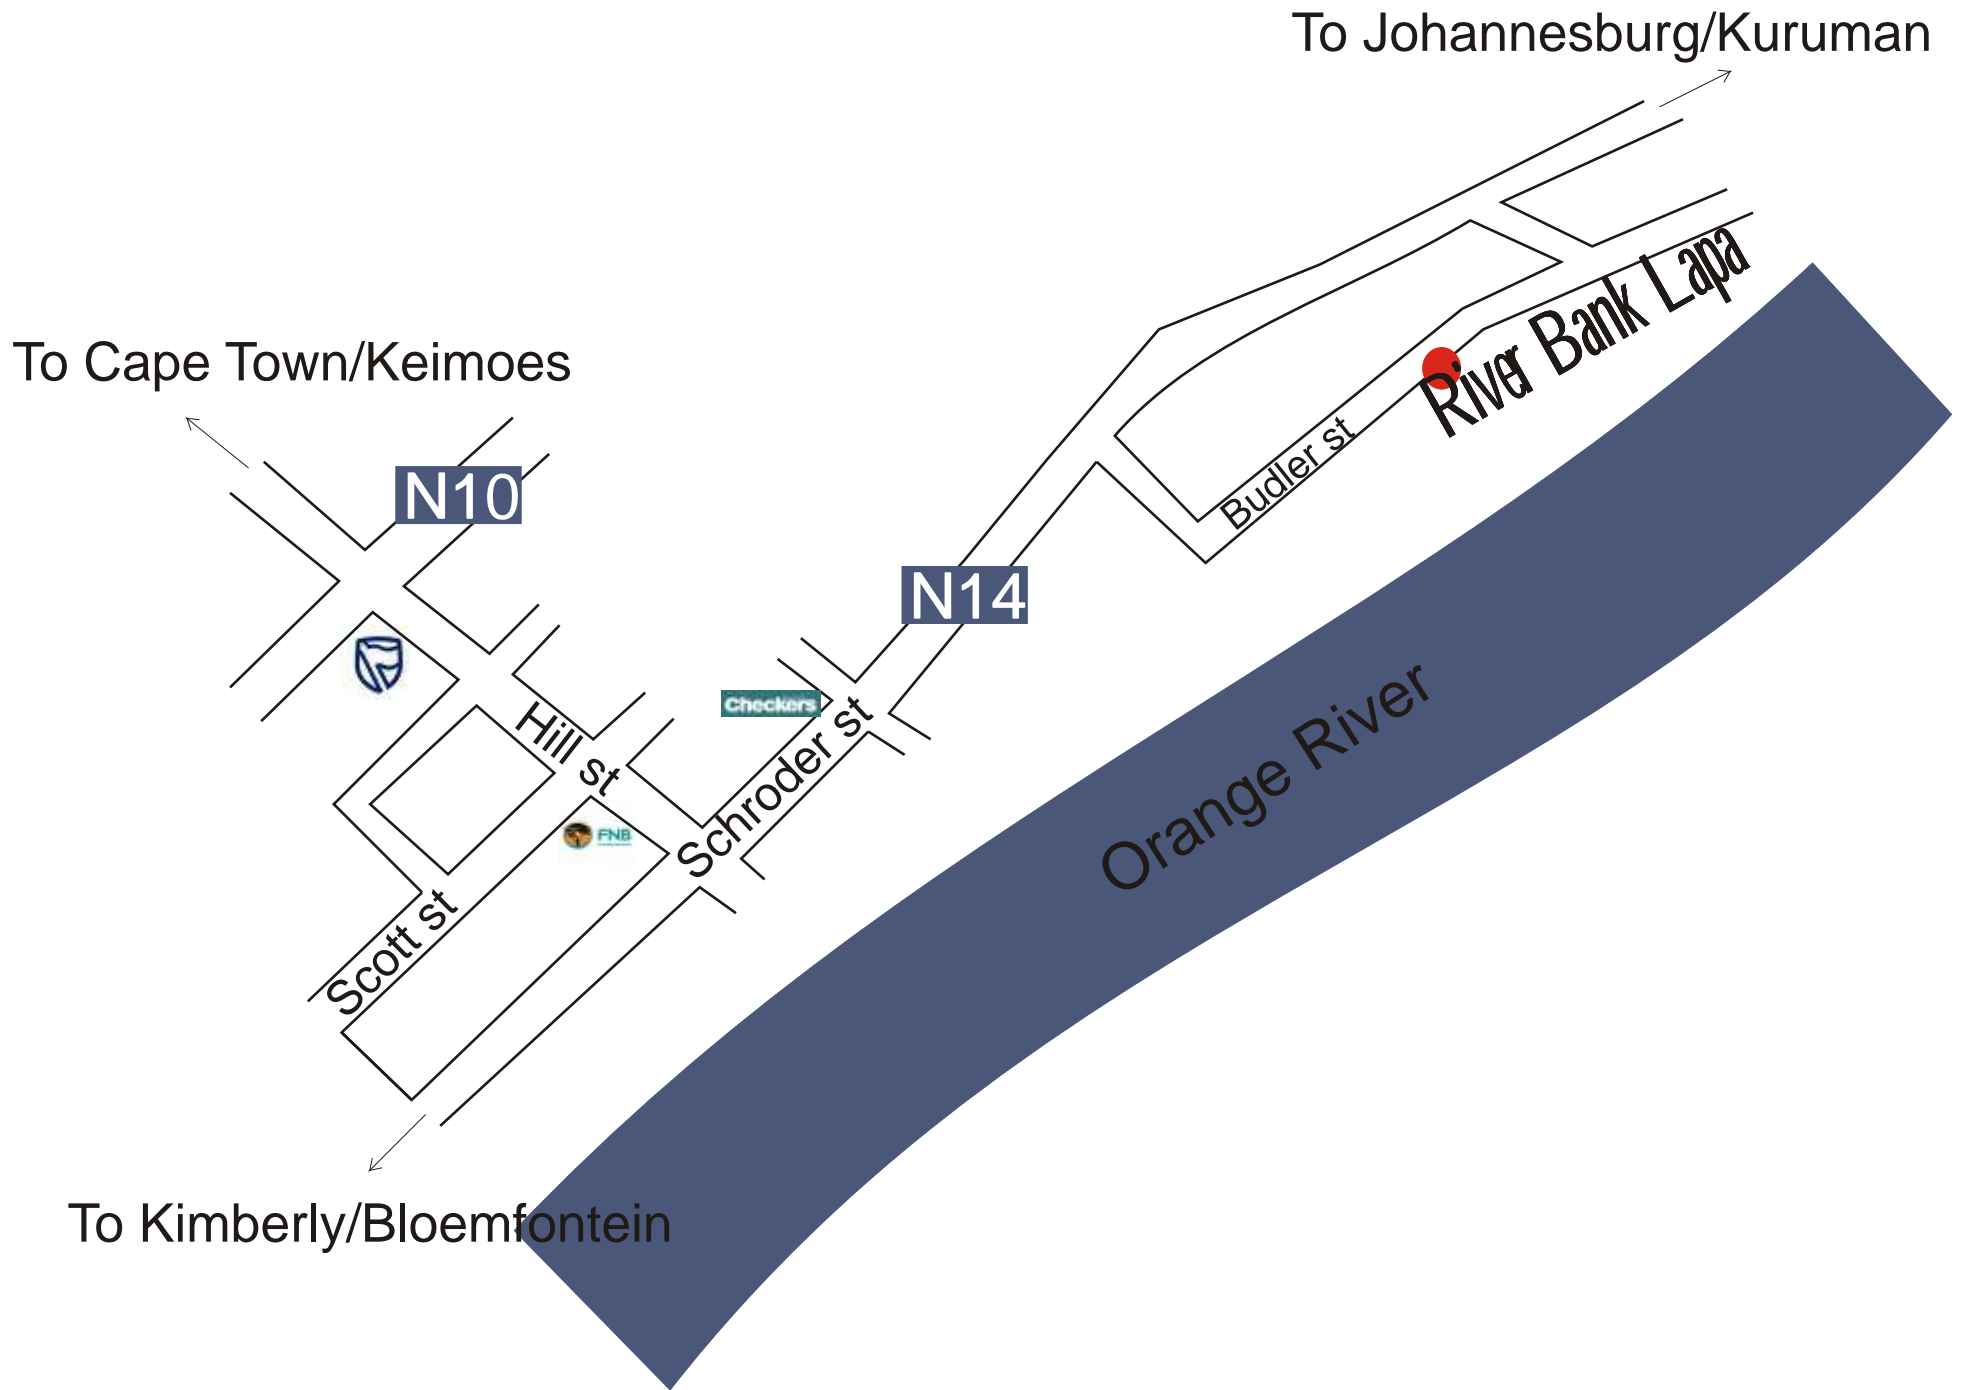 To Johannesburg/Kuruman
To Cape Town/Keimoes
N10
N14
River Bank Lapa
Budler st
Checkers
Hill st
Schroder st
FNB
Scott st
Orange River
To Kimberly/Bloemfontein